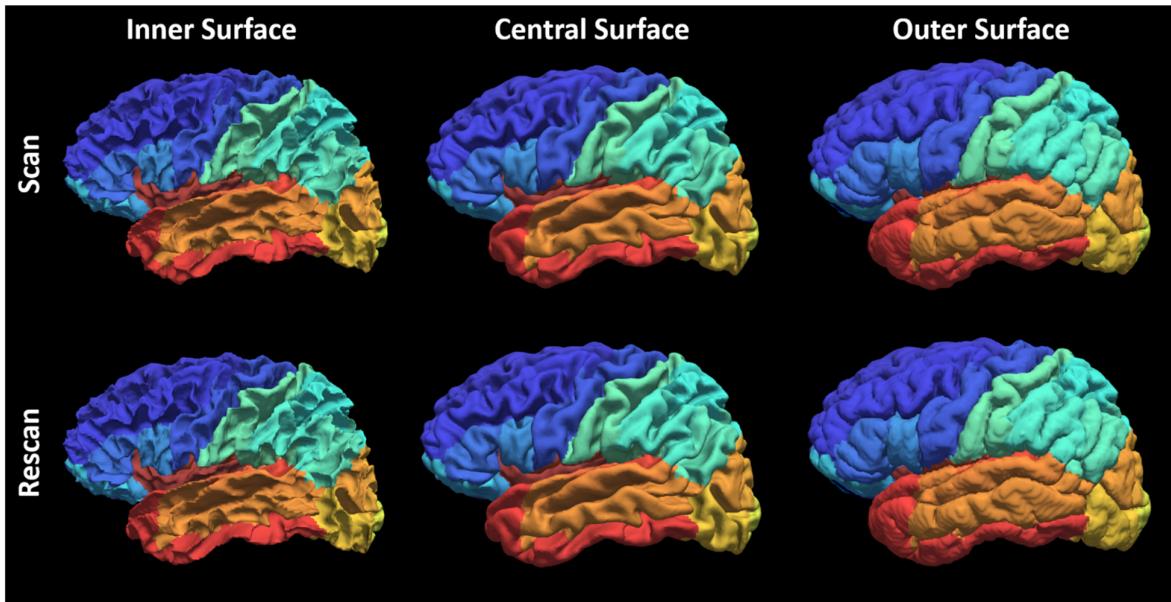 Inner Surface
Central Surface
Outer Surface
Scan
Rescan